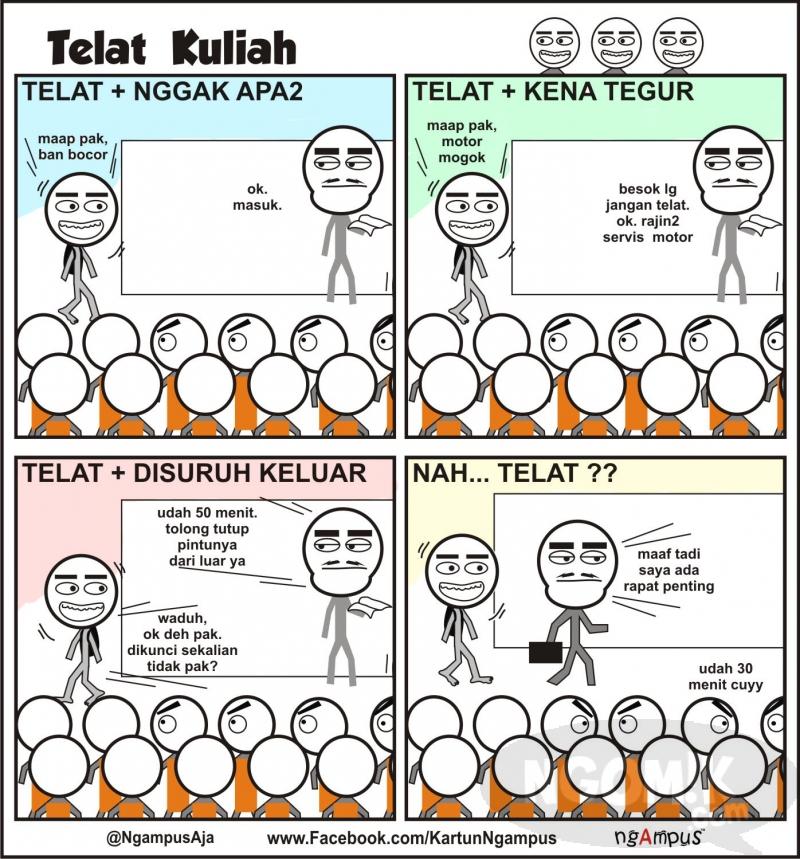 Telat Kuliah
TELAT + NGGAK APA2
maap pak,
ban bocor
ok.
masuk.
TELAT + KENA TEGUR
maap pak,
motor
mogok
besok lg
jangan telat.
ok. rajin2
servis motor
TELAT + DISURUH KELUAR
udah 50 menit.
tolong tutup
pintunya
dari luar ya
waduh,
ok deh pak.
dikunci sekalian
tidak pak?
NAH... TELAT ??
maaf tadi
saya ada
rapat penting
udah 30
menit cuyy
NGOMIK
.com
@NgampusAja
www.Facebook.com/KartunNgampus
ngAmpus